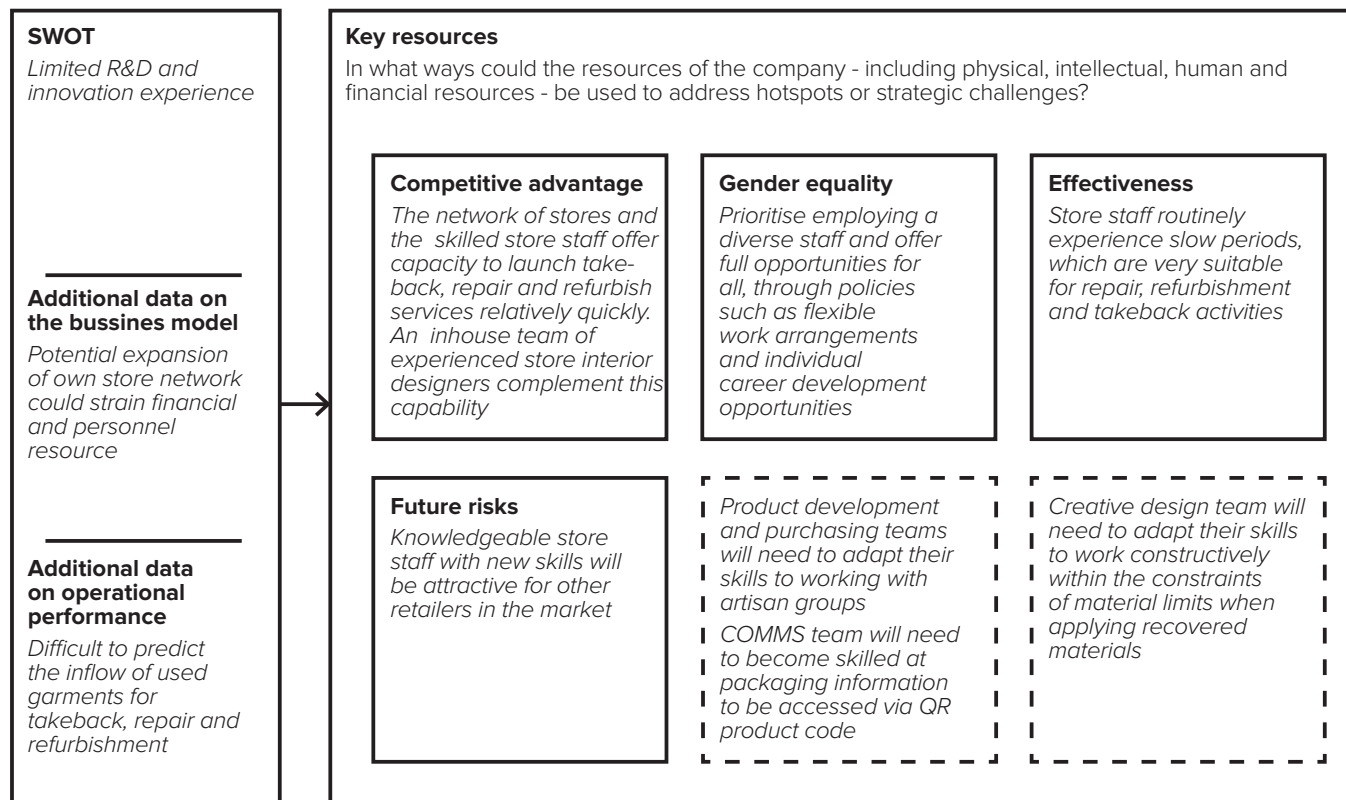 SWOT
Limited R&D and
innovation experience
Additional data on
the bussines model
Potential expansion
of own store network
could strain financial
and personnel
resource
Additional data
on operational
performance
Difficult to predict
the inflow of used
garments for
takeback, repair and
refurbishment
Key resources
In what ways could the resources of the company - including physical, intellectual, human and
financial resources - be used to address hotspots or strategic challenges?
Competitive advantage
The network of stores and
the skilled store staff offer
capacity to launch take-
back, repair and refurbish
services relatively quickly.
An inhouse team of
experienced store interior
designers complement this
capability
Gender equality
Prioritise employing a
diverse staff and offer
full opportunities for
all, through policies
such as flexible
work arrangements
and individual
career development
opportunities
Effectiveness
Store staff routinely
experience slow periods,
which are very suitable
for repair, refurbishment
and takeback activities
Future risks
Knowledgeable store
staff with new skills will
be attractive for other
retailers in the market
Product development
and purchasing teams
will need to adapt their
skills to working with
artisan groups
COMMS team will need
to become skilled at
packaging information
to be accessed via QR
product code
Creative design team will
need to adapt their skills
to work constructively
within the constraints
of material limits when
applying recovered
materials